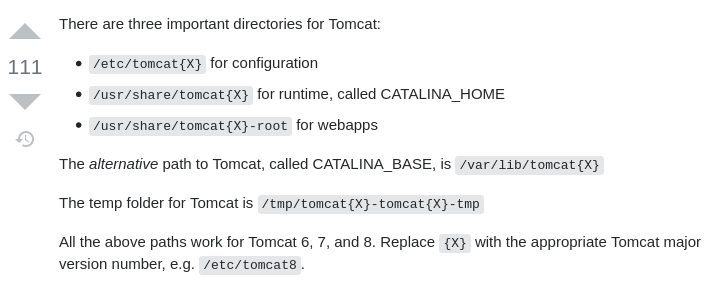 There are three important directories for Tomcat:
111
• /etc/tomcat{X} for configuration
• /usr/share/tomcat{X} for runtime, called CATALINA_HOME
• /usr/share/tomcat{X}-root for webapps
The alternative path to Tomcat, called CATALINA_BASE, is /var/lib/tomcat{X}
The temp folder for Tomcat is /tmp/tomcat{X}-tomcat{X}-tmp
All the above paths work for Tomcat 6, 7, and 8. Replace {X} with the appropriate Tomcat major
version number, e.g. /etc/tomcat8.